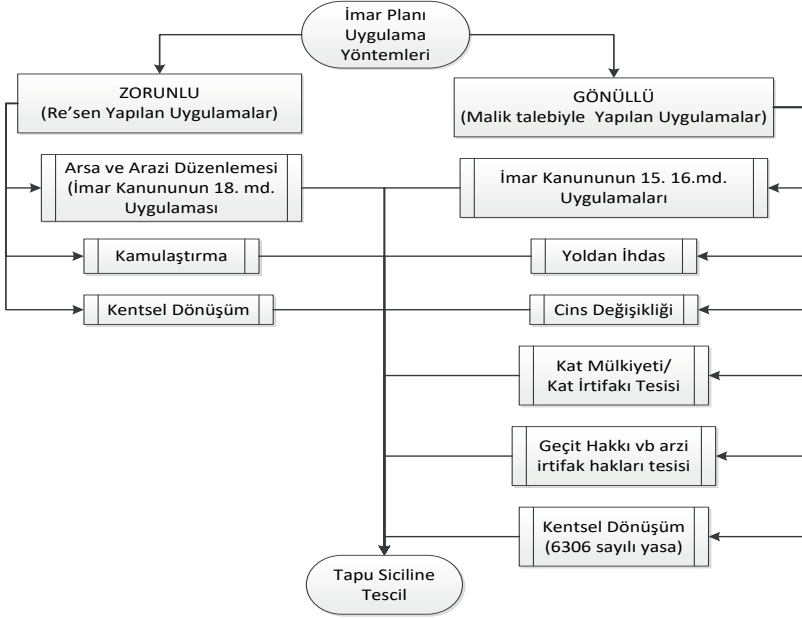 İmar Planı
Uygulama
Yöntemleri
ZORUNLU
(Re’sen Yapılan Uygulamalar)
GÖNÜLLÜ
(Malik talebiyle Yapılan Uygulamalar)
Arsa ve Arazi Düzenlemesi
(İmar Kanununun 18. md.
Uygulaması
İmar Kanununun 15. 16.md.
Uygulamaları
Kamulaştırma
Yoldan İhdas
Kentsel Dönüşüm
Cins Değişikliği
Kat Mülkiyeti/
Kat İrtifakı Tesisi
Geçit Hakkı vb arzi
irtifak hakları tesisi
Kentsel Dönüşüm
(6306 sayılı yasa)
Tapu Siciline
Tescil